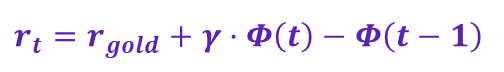 r_t = r_gold + γ · Φ(t) − Φ(t − 1)